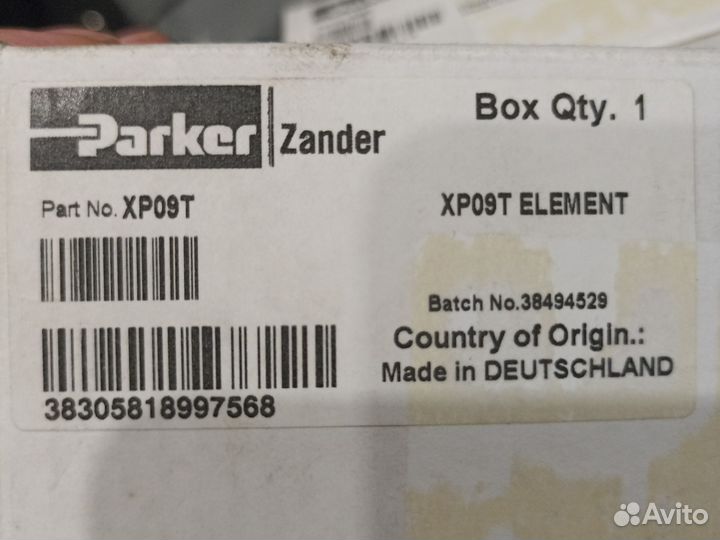 Parker Zander
Box Qty. 1
Part No. XP09T
XP09T ELEMENT
Batch No.38494529
Country of Origin.:
Made in DEUTSCHLAND
38305818997568
Avito